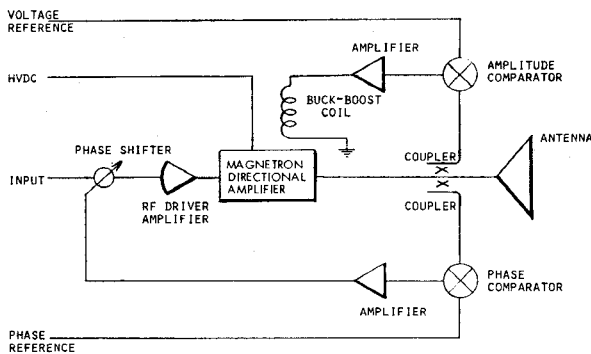 VOLTAGE
REFERENCE
AMPLIFIER
AMPLITUDE
COMPARATOR
HVDC
BUCK-BOOST
COIL
ANTENNA
PHASE SHIFTER
COUPLER
MAGNETRON
DIRECTIONAL
AMPLIFIER
INPUT
RF DRIVER
AMPLIFIER
COUPLER
PHASE
COMPARATOR
AMPLIFIER
PHASE
REFERENCE